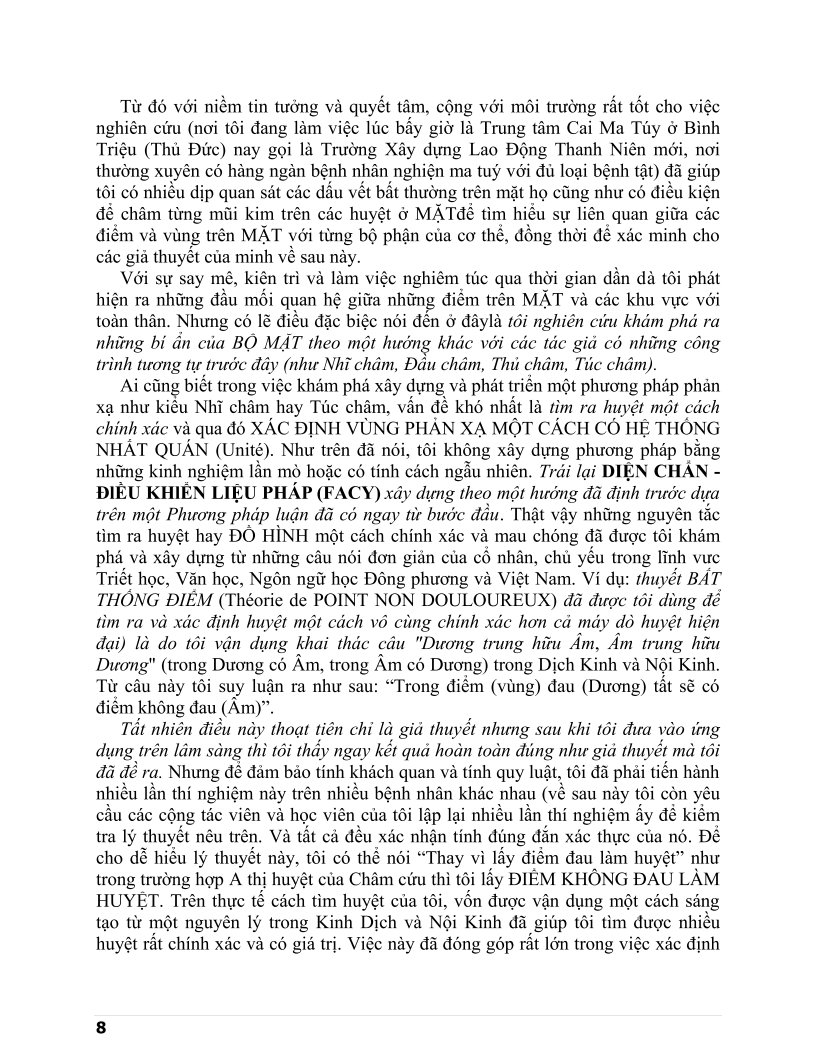 Từ đó với niềm tin tưởng và quyết tâm, cộng với môi trường rất tốt cho việc
nghiên cứu (nơi tôi đang làm việc lúc bấy giờ là Trung tâm Cai Ma Túy ở Bình
Triệu (Thủ Đức) nay gọi là Trường Xây dựng Lao Động Thanh Niên mới, nơi
thường xuyên có hàng ngàn bệnh nhân nghiện ma tuý với đủ loại bệnh tật) đã giúp
tôi có nhiều dịp quan sát các dấu vết bất thường trên mặt họ cũng như có điều kiện
để châm từng mũi kim trên các huyệt ở MẶTđể tìm hiểu sự liên quan giữa các
điểm và vùng trên MẶT với từng bộ phận của cơ thể, đồng thời để xác minh cho
các giả thuyết của minh về sau này.
Với sự say mê, kiên trì và làm việc nghiêm túc qua thời gian dần dà tôi phát
hiện ra những đầu mối quan hệ giữa những điểm trên MẶT và các khu vực với
toàn thân. Nhưng có lẽ điều đặc biệc nói đến ở đâylà tôi nghiên cứu khám phá ra
những bí ẩn của BỘ MẶT theo một hướng khác với các tác giả có những công
trình tương tự trước đây (như Nhĩ châm, Đầu châm, Thủ châm, Túc châm).
Ai cũng biết trong việc khám phá xây dựng và phát triển một phương pháp phản
xạ như kiểu Nhĩ châm hay Túc châm, vấn đề khó nhất là tìm ra huyệt một cách
chính xác và qua đó XÁC ĐỊNH VÙNG PHẢN XẠ MỘT CÁCH CÓ HỆ THỐNG
NHẤT QUÁN (Unité). Như trên đã nói, tôi không xây dựng phương pháp bằng
những kinh nghiệm lần mò hoặc có tính cách ngẫu nhiên. Trái lại DIỆN CHẨN -
ĐIỀU KHIỂN LIỆU PHÁP (FACY) xây dựng theo một hướng đã định trước dựa
trên một Phương pháp luận đã có ngay từ bước đầu. Thật vậy những nguyên tắc
tìm ra huyệt hay ĐỒ HÌNH một cách chính xác và mau chóng đã được tôi khám
phá và xây dựng từ những câu nói đơn giản của cổ nhân, chủ yếu trong lĩnh vưc
Triết học, Văn học, Ngôn ngữ học Đông phương và Việt Nam. Ví dụ: thuyết BẤT
THỐNG ĐIỂM (Théorie de POINT NON DOULOUREUX) đã được tôi dùng để
tìm ra và xác định huyệt một cách vô cùng chính xác hơn cả máy dò huyệt hiện
đại) là do tôi vận dụng khai thác câu "Dương trung hữu Âm, Âm trung hữu
Dương" (trong Dương có Âm, trong Âm có Dương) trong Dịch Kinh và Nội Kinh.
Từ câu này tôi suy luận ra như sau: “Trong điểm (vùng) đau (Dương) tất sẽ có
điểm không đau (Âm)”.
Tất nhiên điều này thoạt tiên chỉ là giả thuyết nhưng sau khi tôi đưa vào ứng
dụng trên lâm sàng thì tôi thấy ngay kết quả hoàn toàn đúng như giả thuyết mà tôi
đã đề ra. Nhưng để đảm bảo tính khách quan và tính quy luật, tôi đã phải tiến hành
nhiều lần thí nghiệm này trên nhiều bệnh nhân khác nhau (về sau này tôi còn yêu
cầu các cộng tác viên và học viên của tôi lập lại nhiều lần thí nghiệm ấy để kiểm
tra lý thuyết nêu trên. Và tất cả đều xác nhận tính đúng đắn xác thực của nó. Để
cho dễ hiểu lý thuyết này, tôi có thể nói “Thay vì lấy điểm đau làm huyệt” như
trong trường hợp A thị huyệt của Châm cứu thì tôi lấy ĐIỂM KHÔNG ĐAU LÀM
HUYỆT. Trên thực tế cách tìm huyệt của tôi, vốn được vận dụng một cách sáng
tạo từ một nguyên lý trong Kinh Dịch và Nội Kinh đã giúp tôi tìm được nhiều
huyệt rất chính xác và có giá trị. Việc này đã đóng góp rất lớn trong việc xác định
8